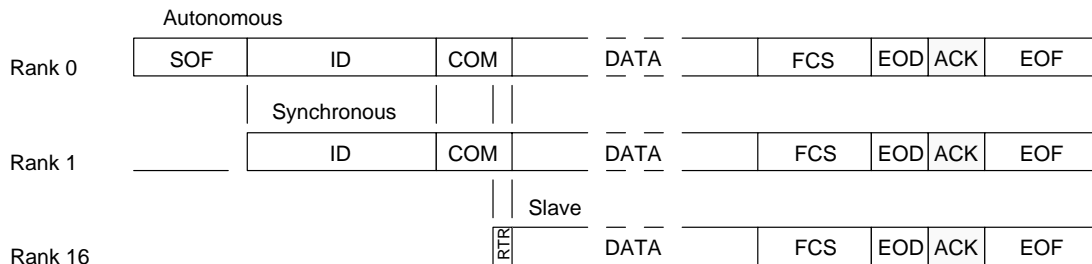 Autonomous
Rank 0 SOF ID COM DATA FCS EOD ACK EOF
Synchronous
Rank 1 ID COM DATA FCS EOD ACK EOF
Slave
Rank 16 RTR DATA FCS EOD ACK EOF